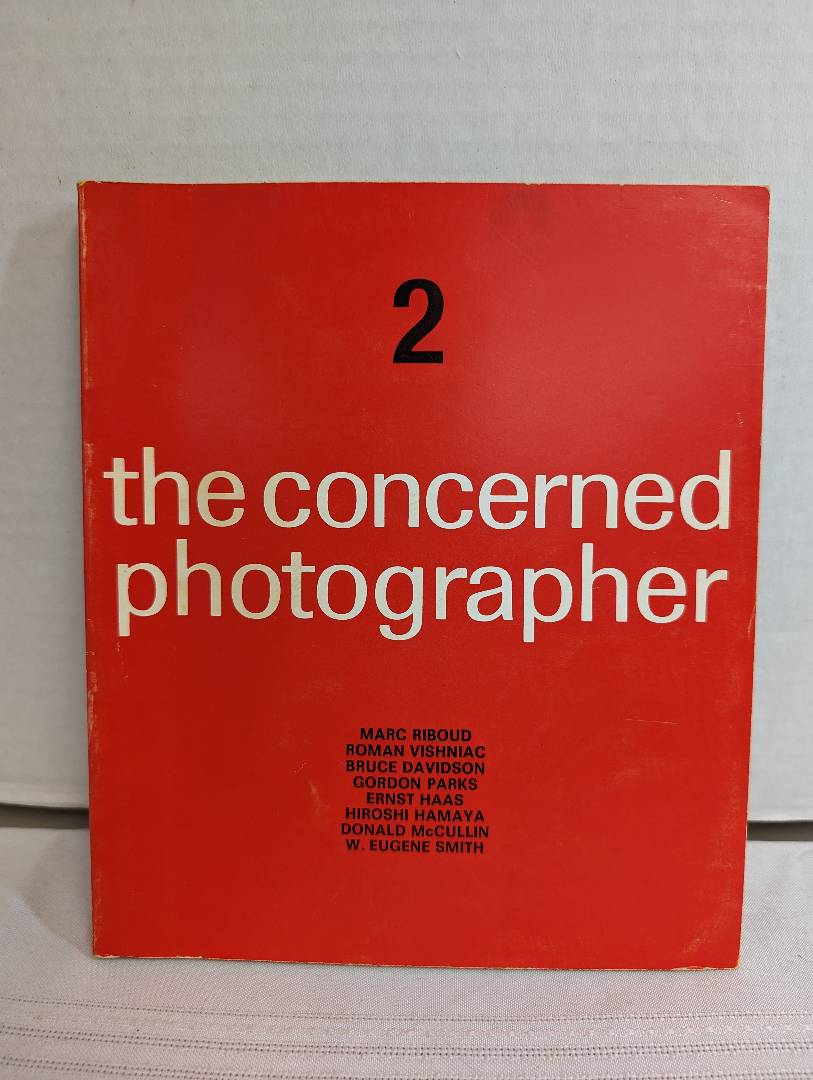 2
the concerned
photographer
MARC RIBOUD
ROMAN VISHNIAC
BRUCE DAVIDSON
GORDON PARKS
ERNST HAAS
HIROSHI HAMAYA
DONALD McCULLIN
W. EUGENE SMITH